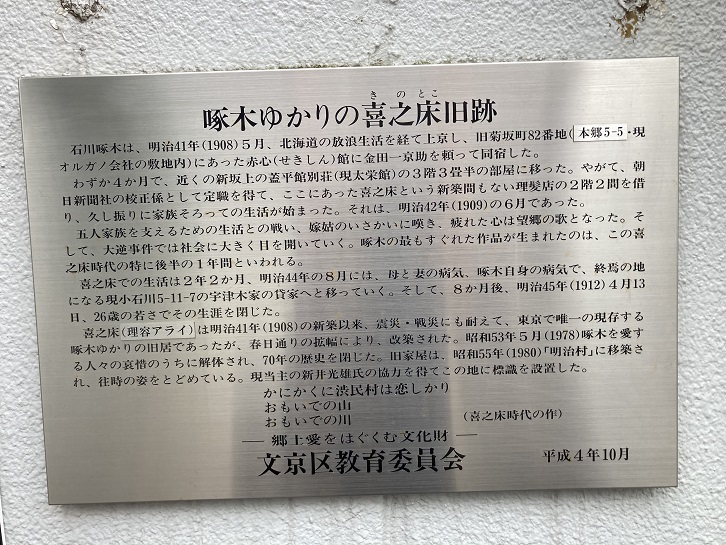 きのとこ
啄木ゆかりの喜之床旧跡
石川啄木は、明治41年(1908)5月、北海道の放浪生活を経て上京し、旧菊坂町82番地(本郷5-5・現
オルガノ会社の敷地内)にあった赤心(せきしん)館に金田一京助を頼って同宿した。
わずか4か月で、近くの新坂上の蓋平館別荘(現太栄館)の3階3畳半の部屋に移った。やがて、朝
日新聞社の校正係として定職を得て、ここにあった喜之床という新築間もない理髪店の2階2間を借
り、久し振りに家族そろっての生活が始まった。それは、明治42年(1909)の6月であった。
五人家族を支えるための生活との戦い、嫁姑のいさかいに嘆き、疲れた心は望郷の歌となった。そ
して、大逆事件では社会に大きく目を開いていく。啄木の最もすぐれた作品が生まれたのは、この喜
之床時代の特に後半の1年間といわれる。
喜之床での生活は2年2か月、明治44年の8月には、母と妻の病気、啄木自身の病気で、終焉の地
になる現小石川5-11-7の宇津木家の貸家へと移っていく。そして、8か月後、明治45年(1912)4月13
日、26歳の若さでその生涯を閉じた。
喜之床(理容アライ)は明治41年(1908)の新築以来、震災・戦災にも耐えて、東京で唯一の現存する
啄木ゆかりの旧居であったが、春日通りの拡幅により、改築された。昭和53年5月(1978)啄木を愛す
る人々の哀惜のうちに解体され、70年の歴史を閉じた。旧家屋は、昭和55年(1980)「明治村」に移築さ
れ、往時の姿をとどめている。現当主の新井光雄氏の協力を得てこの地に標識を設置した。
かにかくに渋民村は恋しかり
おもいでの山
おもいでの川 (喜之床時代の作)
― 郷土愛をはぐくむ文化財 ―
文京区教育委員会 平成4年10月